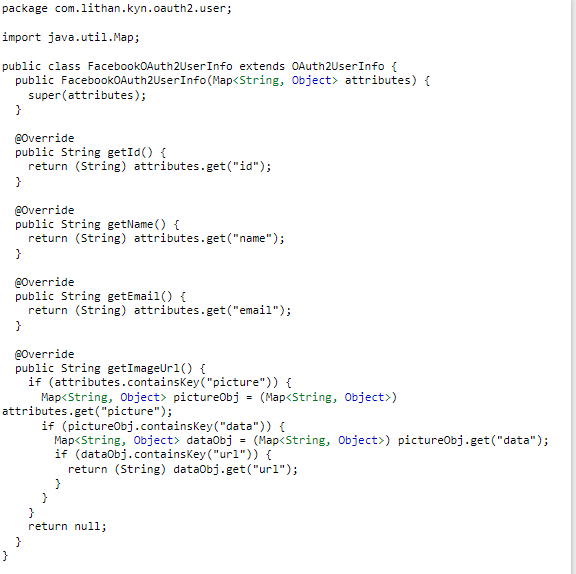 package com.lithan.kyn.oauth2.user;

import java.util.Map;

public class FacebookOAuth2UserInfo extends OAuth2UserInfo {
  public FacebookOAuth2UserInfo(Map<String, Object> attributes) {
    super(attributes);
  }

  @Override
  public String getId() {
    return (String) attributes.get("id");
  }

  @Override
  public String getName() {
    return (String) attributes.get("name");
  }

  @Override
  public String getEmail() {
    return (String) attributes.get("email");
  }

  @Override
  public String getImageUrl() {
    if (attributes.containsKey("picture")) {
      Map<String, Object> pictureObj = (Map<String, Object>)
attributes.get("picture");
      if (pictureObj.containsKey("data")) {
        Map<String, Object> dataObj = (Map<String, Object>) pictureObj.get("data");
        if (dataObj.containsKey("url")) {
          return (String) dataObj.get("url");
        }
      }
    }
    return null;
  }
}